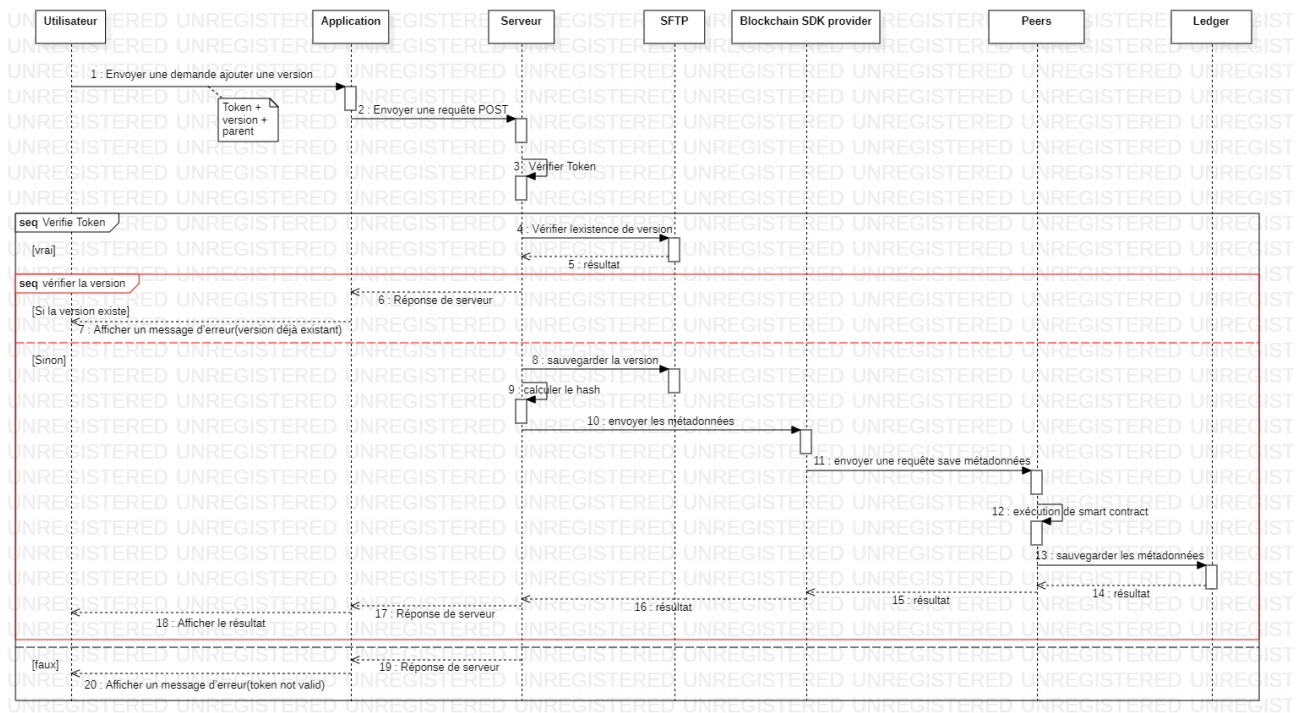 Utilisateur
Application
Serveur
SFTP
Blockchain SDK provider
Peers
Ledger
1 : Envoyer une demande ajouter une version
Token +
version +
parent
2 : Envoyer une requête POST
3 : Vérifier Token
seq Verifie Token
[vrai]
4 : Vérifier lexistence de version
5 : résultat
seq vérifier la version
6 : Réponse de serveur
[Si la version existe]
7 : Afficher un message d'erreur(version déjà existant)
[Sinon]
8 : sauvegarder la version
9 : calculer le hash
10 : envoyer les métadonnées
11 : envoyer une requête save métadonnées
12 : exécution de smart contract
13 : sauvegarder les métadonnées
14 : résultat
15 : résultat
16 : résultat
17 : Réponse de serveur
18 : Afficher le résultat
[faux]
19 : Réponse de serveur
20 : Afficher un message d'erreur(token not valid)
UNREGISTERED